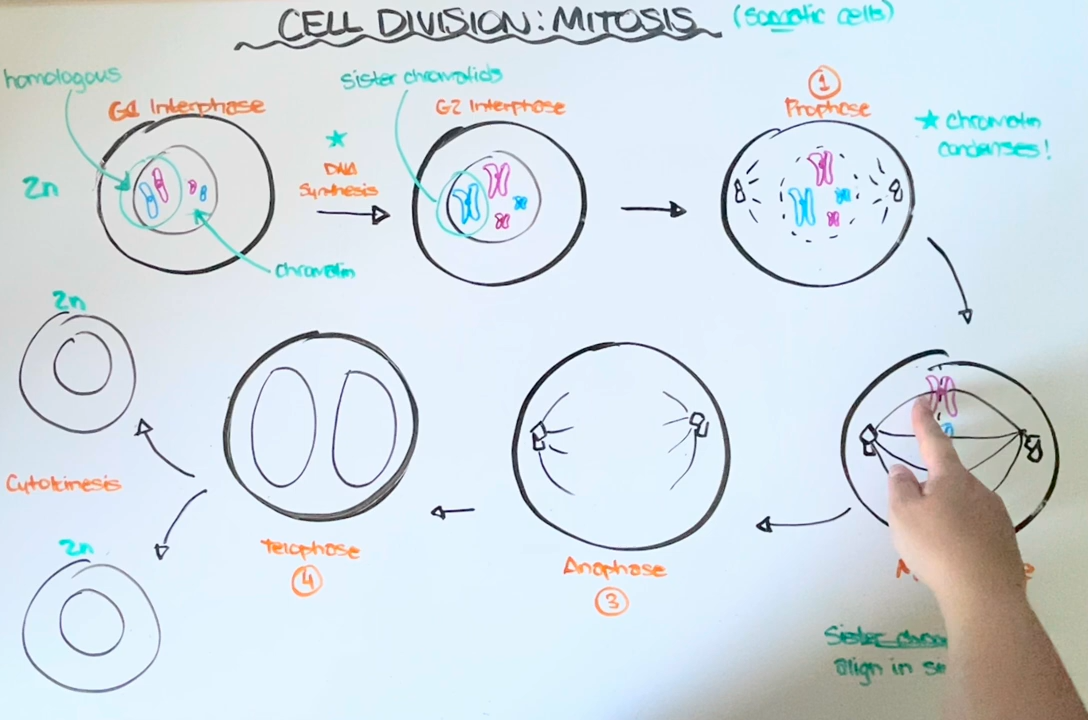 CELL DIVISION: MITOSIS (somatic cells)
homologous
G1 Interphase
sister chromatids
G2 Interphase
1
Prophase
★ chromatin
condenses!
2n
★
DNA
Synthesis
chromatin
2n
Cytokinesis
2n
Telophase
4
Anaphase
3
Sister
align in